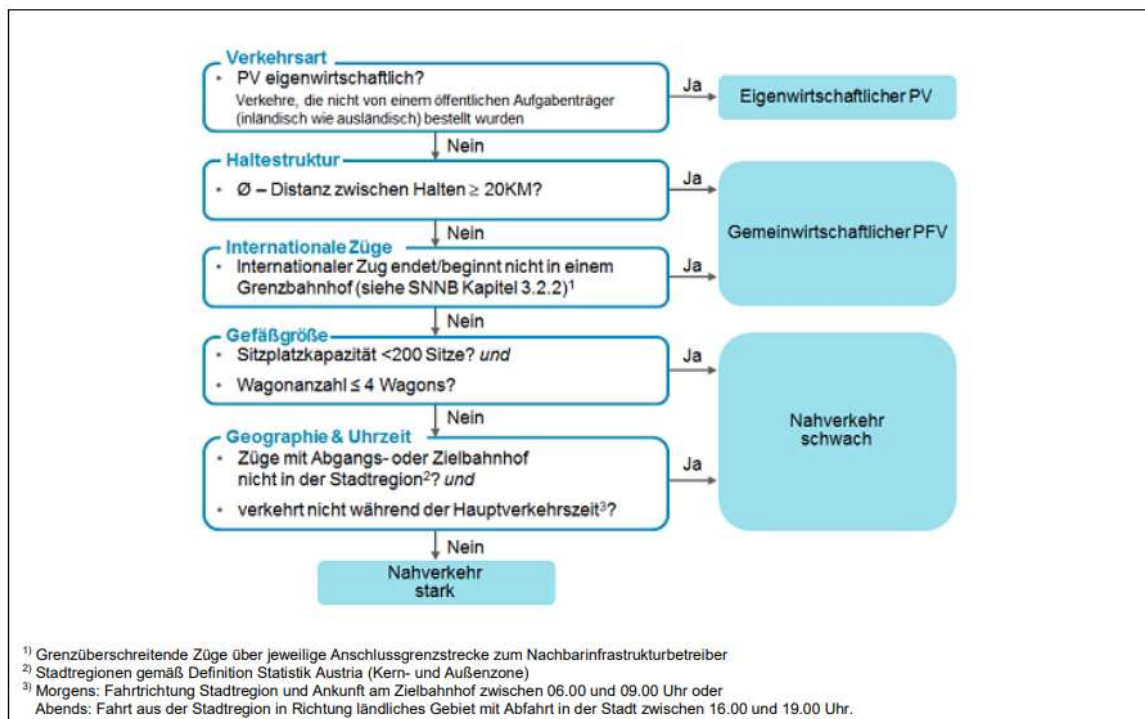 Verkehrsart
• PV eigenwirtschaftlich?
Verkehre, die nicht von einem öffentlichen Aufgabenträger
(inländisch wie ausländisch) bestellt wurden
Ja
Eigenwirtschaftlicher PV
Nein
Haltestruktur
• Ø – Distanz zwischen Halten ≥ 20KM?
Ja
Gemeinwirtschaftlicher PFV
Nein
Internationale Züge
• Internationaler Zug endet/beginnt nicht in einem
Grenzbahnhof (siehe SNNB Kapitel 3.2.2)¹
Ja
Nein
Gefäßgröße
• Sitzplatzkapazität <200 Sitze? und
• Wagonanzahl ≤ 4 Wagons?
Ja
Nahverkehr
schwach
Nein
Geographie & Uhrzeit
• Züge mit Abgangs- oder Zielbahnhof
nicht in der Stadtregion²? und
• verkehrt nicht während der Hauptverkehrszeit³?
Ja
Nein
Nahverkehr
stark
¹⁾ Grenzüberschreitende Züge über jeweilige Anschlussgrenzstrecke zum Nachbarinfrastrukturbetreiber
²⁾ Stadtregionen gemäß Definition Statistik Austria (Kern- und Außenzone)
³⁾ Morgens: Fahrtrichtung Stadtregion und Ankunft am Zielbahnhof zwischen 06.00 und 09.00 Uhr oder
Abends: Fahrt aus der Stadtregion in Richtung ländliches Gebiet mit Abfahrt in der Stadt zwischen 16.00 und 19.00 Uhr.